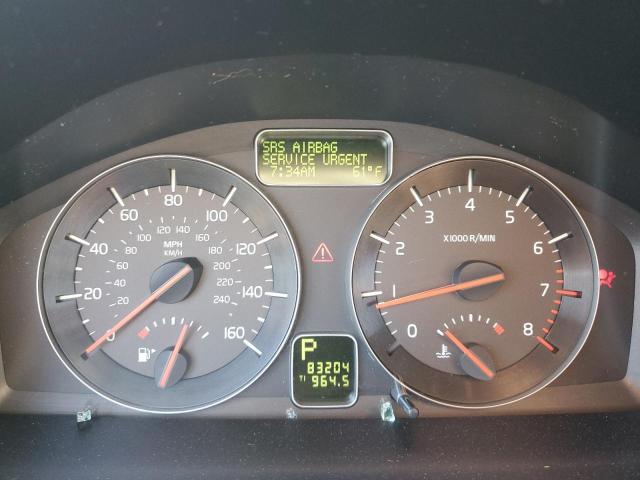 SRS AIRBAG
SERVICE URGENT
7:34AM 61°F
0 20 40 60 80 100 120 140 160
20 40 60 80 100 120 140 160 180 200 220 240
MPH
KM/H
0 1 2 3 4 5 6 7 8
X1000 R/MIN
P
83204
T1 964.5